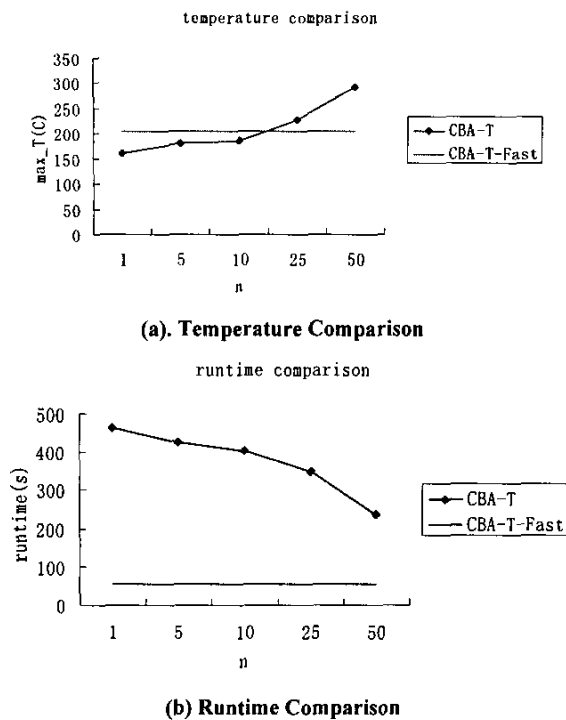 temperature comparison
350
300
250
200
150
100
50
0
max_T(C)
1 5 10 25 50
n
CBA-T
CBA-T-Fast
(a). Temperature Comparison
runtime comparison
500
400
300
200
100
0
runtime(s)
1 5 10 25 50
n
CBA-T
CBA-T-Fast
(b) Runtime Comparison